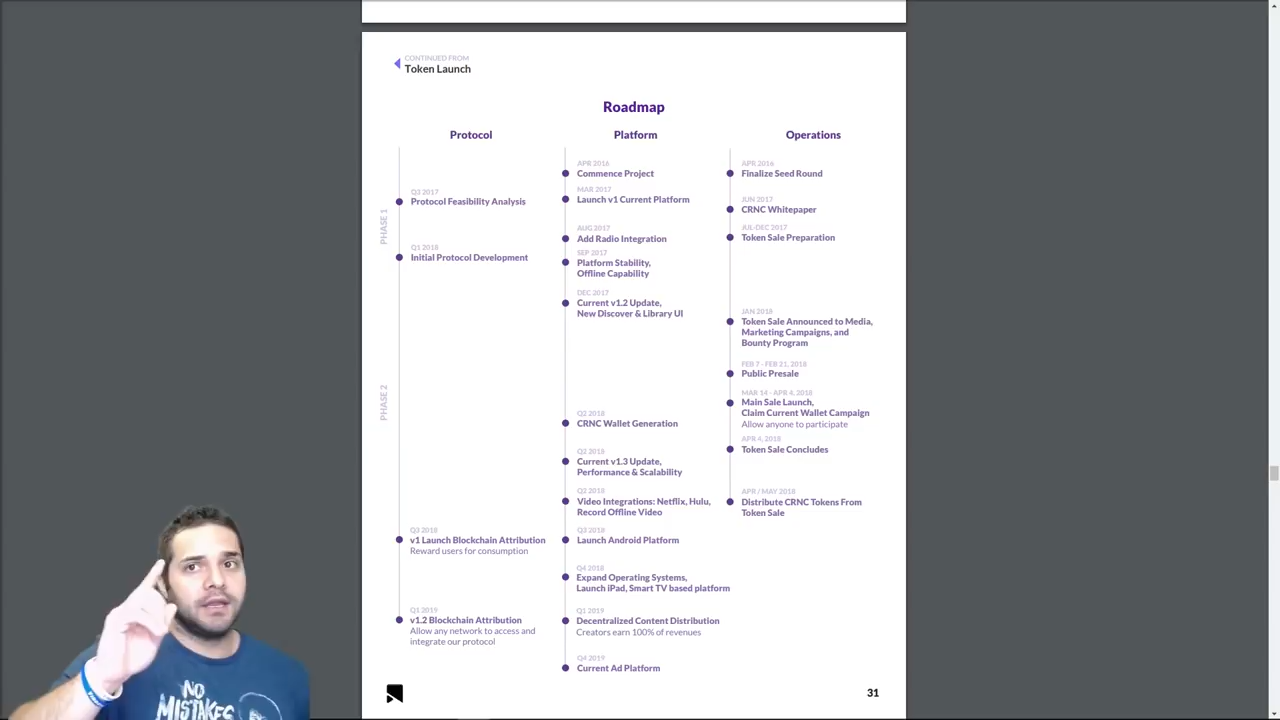 CONTINUED FROM
Token Launch
Roadmap
Protocol
Platform
Operations
PHASE 1
PHASE 2
Q3 2017
Protocol Feasibility Analysis
Q1 2018
Initial Protocol Development
Q3 2018
v1 Launch Blockchain Attribution
Reward users for consumption
Q1 2019
v1.2 Blockchain Attribution
Allow any network to access and
integrate our protocol
APR 2016
Commence Project
MAR 2017
Launch v1 Current Platform
AUG 2017
Add Radio Integration
SEP 2017
Platform Stability,
Offline Capability
DEC 2017
Current v1.2 Update,
New Discover & Library UI
Q2 2018
CRNC Wallet Generation
Q2 2018
Current v1.3 Update,
Performance & Scalability
Q2 2018
Video Integrations: Netflix, Hulu,
Record Offline Video
Q3 2018
Launch Android Platform
Q4 2018
Expand Operating Systems,
Launch iPad, Smart TV based platform
Q1 2019
Decentralized Content Distribution
Creators earn 100% of revenues
Q4 2019
Current Ad Platform
APR 2016
Finalize Seed Round
JUN 2017
CRNC Whitepaper
JUL-DEC 2017
Token Sale Preparation
JAN 2018
Token Sale Announced to Media,
Marketing Campaigns, and
Bounty Program
FEB 7 - FEB 21, 2018
Public Presale
MAR 14 - APR 4, 2018
Main Sale Launch,
Claim Current Wallet Campaign
Allow anyone to participate
APR 4, 2018
Token Sale Concludes
APR / MAY 2018
Distribute CRNC Tokens From
Token Sale
31
NO
MISTAKES